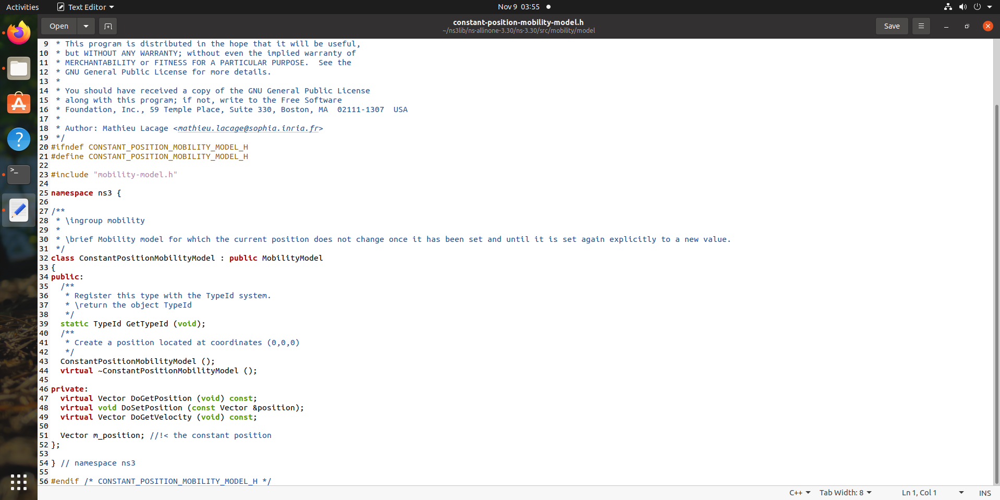 Activities
Text Editor
Nov 9 03:55
Open
constant-position-mobility-model.h
~/ns3lib/ns-allinone-3.30/ns-3.30/src/mobility/model
Save
9  * This program is distributed in the hope that it will be useful,
10  * but WITHOUT ANY WARRANTY; without even the implied warranty of
11  * MERCHANTABILITY or FITNESS FOR A PARTICULAR PURPOSE.  See the
12  * GNU General Public License for more details.
13  *
14  * You should have received a copy of the GNU General Public License
15  * along with this program; if not, write to the Free Software
16  * Foundation, Inc., 59 Temple Place, Suite 330, Boston, MA  02111-1307  USA
17  *
18  * Author: Mathieu Lacage <mathieu.lacage@sophia.inria.fr>
19  */
20 #ifndef CONSTANT_POSITION_MOBILITY_MODEL_H
21 #define CONSTANT_POSITION_MOBILITY_MODEL_H
22
23 #include "mobility-model.h"
24
25 namespace ns3 {
26
27 /**
28  * \ingroup mobility
29  *
30  * \brief Mobility model for which the current position does not change once it has been set and until it is set again explicitly to a new value.
31  */
32 class ConstantPositionMobilityModel : public MobilityModel
33 {
34 public:
35   /**
36    * Register this type with the TypeId system.
37    * \return the object TypeId
38    */
39   static TypeId GetTypeId (void);
40   /**
41    * Create a position located at coordinates (0,0,0)
42    */
43   ConstantPositionMobilityModel ();
44   virtual ~ConstantPositionMobilityModel ();
45
46 private:
47   virtual Vector DoGetPosition (void) const;
48   virtual void DoSetPosition (const Vector &position);
49   virtual Vector DoGetVelocity (void) const;
50
51   Vector m_position; //!< the constant position
52 };
53
54 } // namespace ns3
55
56 #endif /* CONSTANT_POSITION_MOBILITY_MODEL_H */
C++
Tab Width: 8
Ln 1, Col 1
INS